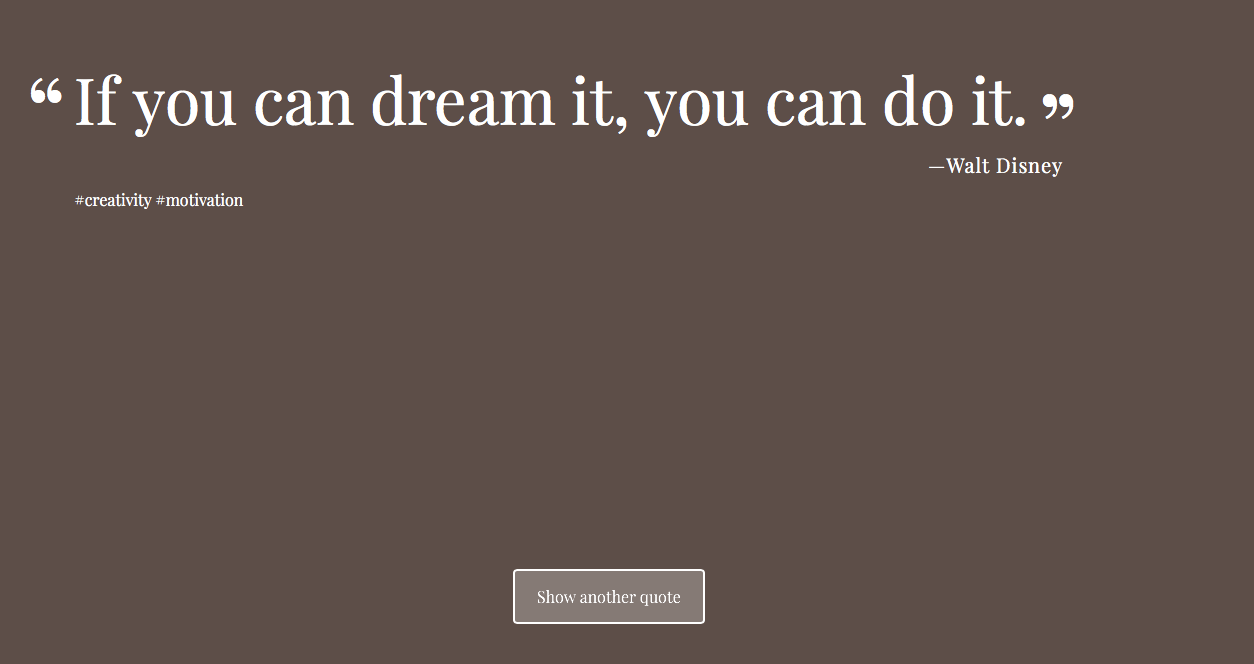 “If you can dream it, you can do it.”
—Walt Disney
#creativity #motivation
Show another quote